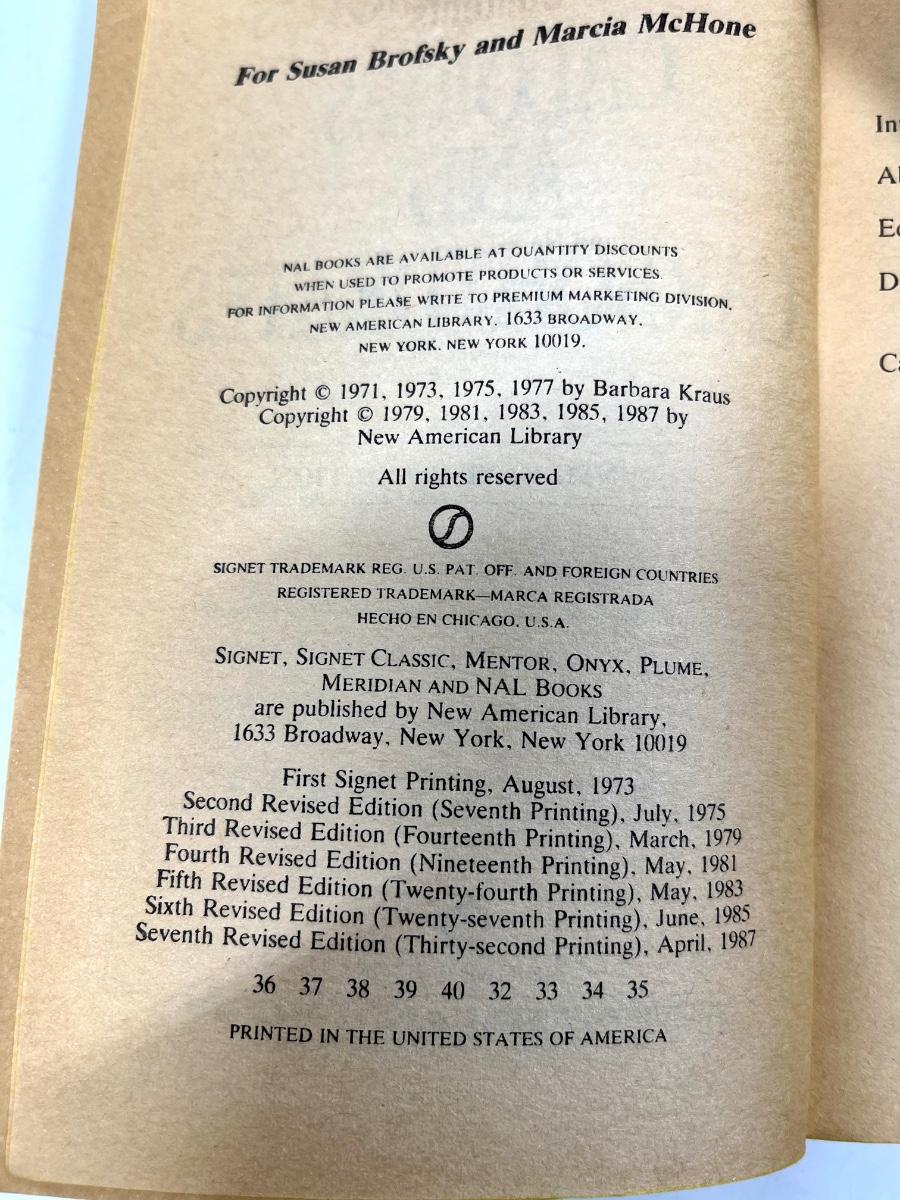 For Susan Brofsky and Marcia McHone
NAL BOOKS ARE AVAILABLE AT QUANTITY DISCOUNTS
WHEN USED TO PROMOTE PRODUCTS OR SERVICES.
FOR INFORMATION PLEASE WRITE TO PREMIUM MARKETING DIVISION,
NEW AMERICAN LIBRARY, 1633 BROADWAY,
NEW YORK, NEW YORK 10019.
Copyright © 1971, 1973, 1975, 1977 by Barbara Kraus
Copyright © 1979, 1981, 1983, 1985, 1987 by
New American Library
All rights reserved
SIGNET TRADEMARK REG. U.S. PAT. OFF. AND FOREIGN COUNTRIES
REGISTERED TRADEMARK—MARCA REGISTRADA
HECHO EN CHICAGO, U.S.A.
SIGNET, SIGNET CLASSIC, MENTOR, ONYX, PLUME,
MERIDIAN AND NAL BOOKS
are published by New American Library,
1633 Broadway, New York, New York 10019
First Signet Printing, August, 1973
Second Revised Edition (Seventh Printing), July, 1975
Third Revised Edition (Fourteenth Printing), March, 1979
Fourth Revised Edition (Nineteenth Printing), May, 1981
Fifth Revised Edition (Twenty-fourth Printing), May, 1983
Sixth Revised Edition (Twenty-seventh Printing), June, 1985
Seventh Revised Edition (Thirty-second Printing), April, 1987
36 37 38 39 40 32 33 34 35
PRINTED IN THE UNITED STATES OF AMERICA